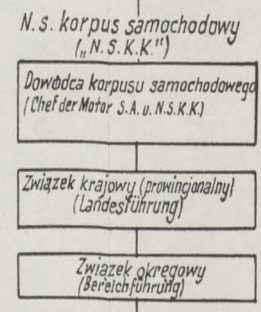 N.s. korpus samochodowy
(„N.S.K.K.")
Dowódca korpusu samochodowego
(Chef der Motor S.A. u. N.S.K.K.)
Związek krajowy (prowincjonalny)
(Landesführung)
Związek okręgowy
(Bereichführung)